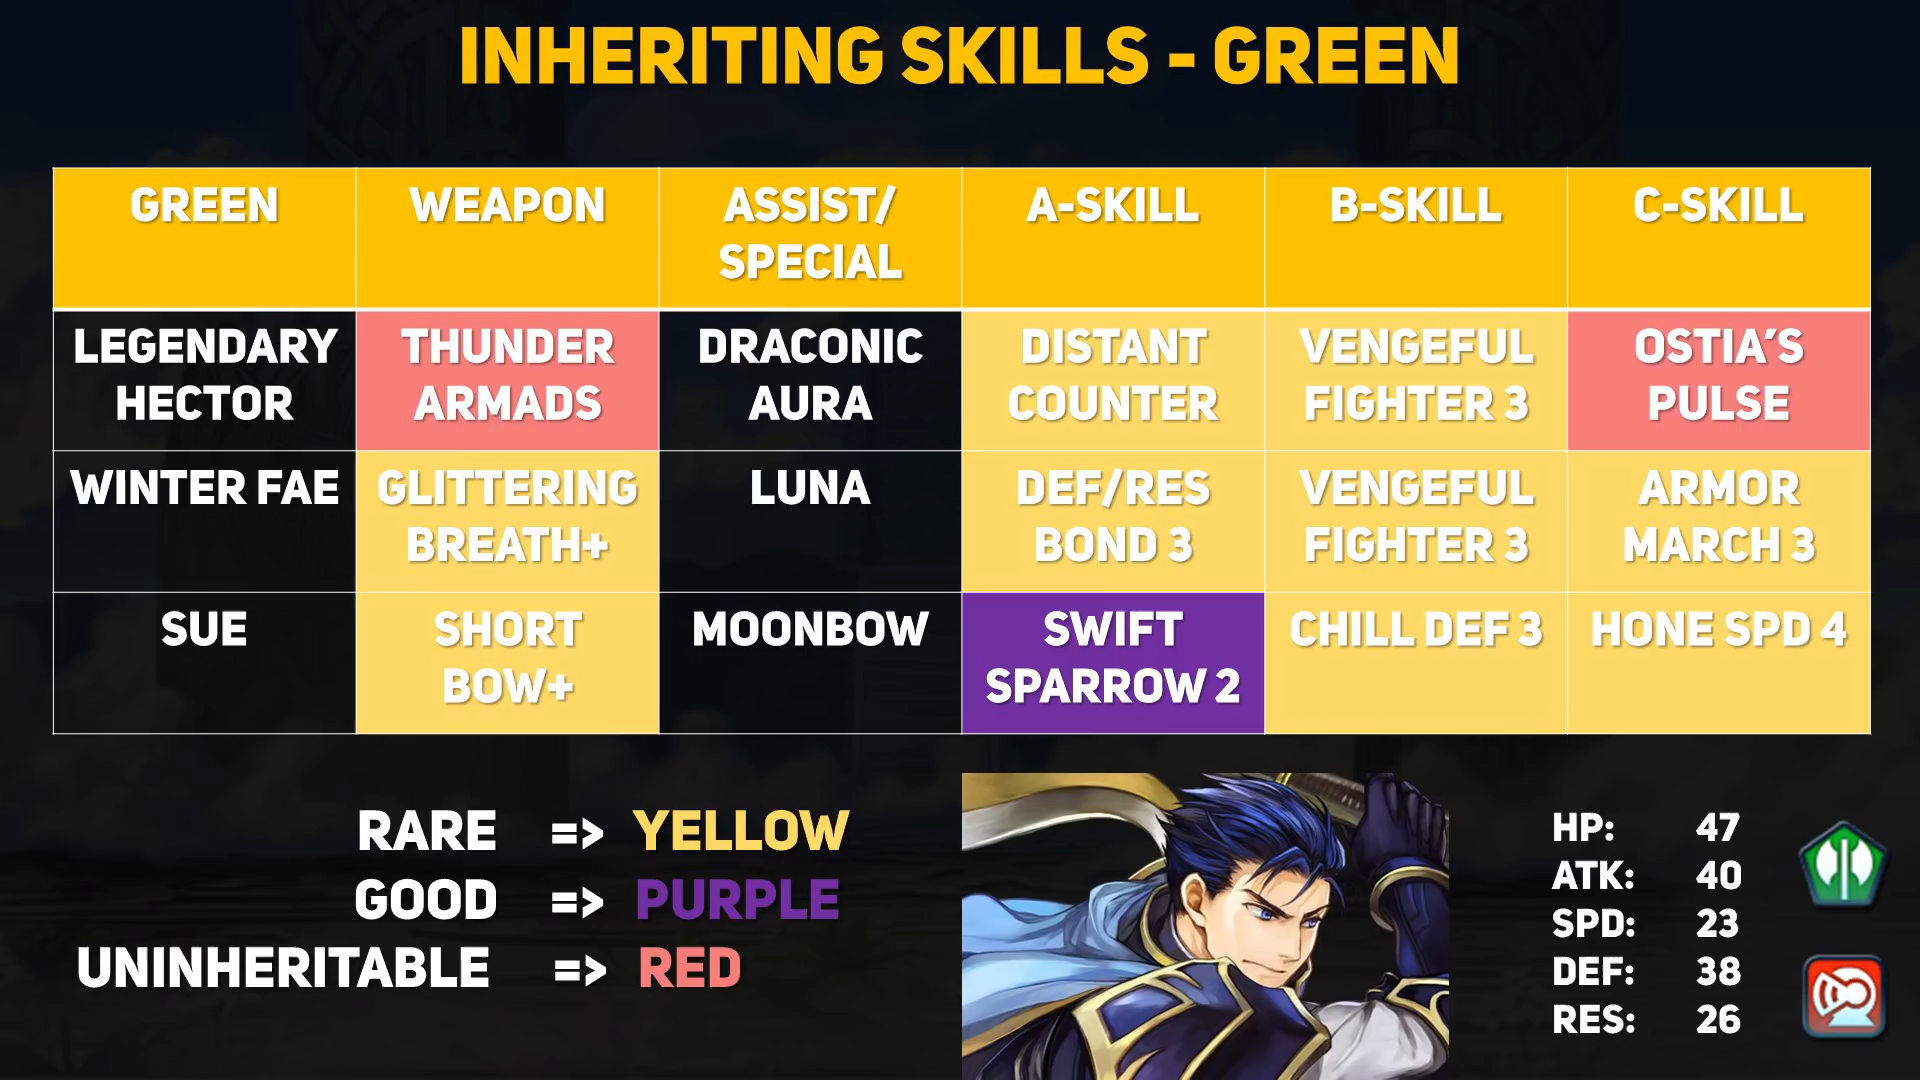 INHERITING SKILLS - GREEN
GREEN
WEAPON
ASSIST/
SPECIAL
A-SKILL
B-SKILL
C-SKILL
LEGENDARY
HECTOR
THUNDER
ARMADS
DRACONIC
AURA
DISTANT
COUNTER
VENGEFUL
FIGHTER 3
OSTIA'S
PULSE
WINTER FAE
GLITTERING
BREATH+
LUNA
DEF/RES
BOND 3
VENGEFUL
FIGHTER 3
ARMOR
MARCH 3
SUE
SHORT
BOW+
MOONBOW
SWIFT
SPARROW 2
CHILL DEF 3
HONE SPD 4
RARE => YELLOW
GOOD => PURPLE
UNINHERITABLE => RED
HP: 47
ATK: 40
SPD: 23
DEF: 38
RES: 26